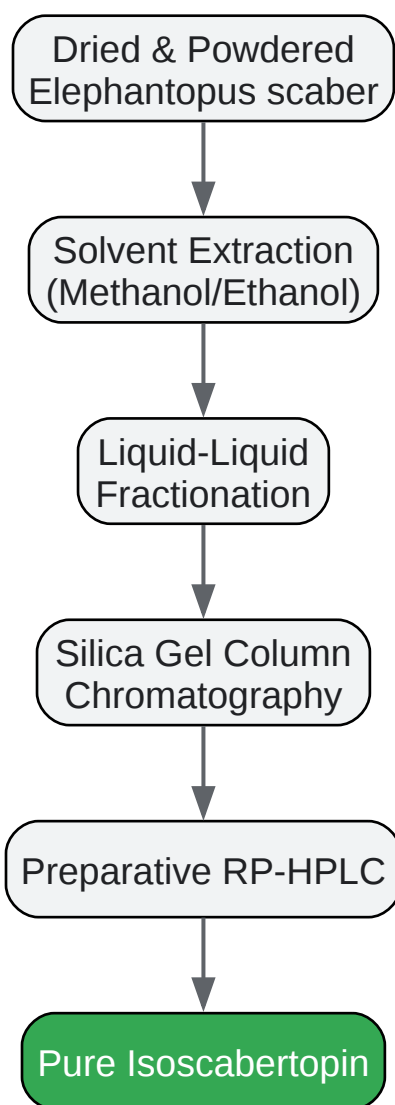 Dried & Powdered
Elephantopus scaber
Solvent Extraction
(Methanol/Ethanol)
Liquid-Liquid
Fractionation
Silica Gel Column
Chromatography
Preparative RP-HPLC
Pure Isoscabertopin